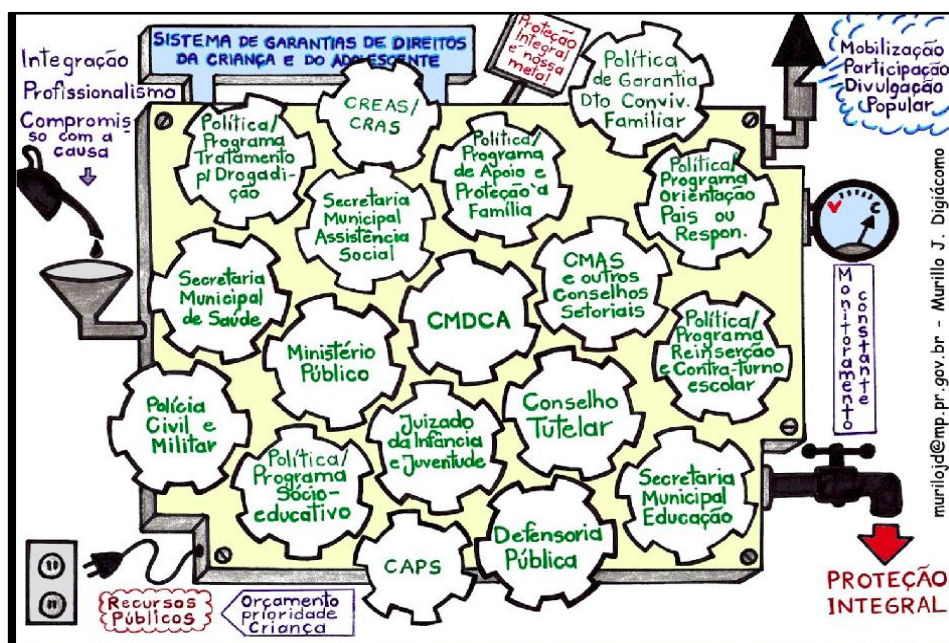 Integração
Profissionalismo
Compromis
so com a
causa
SISTEMA DE GARANTIAS DE DIREITOS
DA CRIANÇA E DO ADOLESCENTE
Proteção
Integral
é nossa
meta!
Política
de Garantia
Dto Conviv.
Familiar
Mobilização
Participação
Divulgação
Popular
Política/
Programa
Tratamento
p/ Drogadi-
ção
CREAS/
CRAS
Política/
Programa
de Apoio e
Proteção à
Família
Política/
Programa
Orientação
Pais ou
Respon.
Secretaria
Municipal
Assistência
Social
CMAS
e outros
Conselhos
Setoriais
Secretaria
Municipal
de Saúde
CMDCA
Ministério
Público
Política/
Programa
Reinserção
e Contra-turno
escolar
Monitoramento
constante
Polícia
Civil e
Militar
Juizado
da Infância
e Juventude
Conselho
Tutelar
Política/
Programa
Sócio-
educativo
Secretaria
Municipal
Educação
CAPS
Defensoria
Pública
Recursos
Públicos
Orçamento
prioridade
Criança
PROTEÇÃO
INTEGRAL
murilojd@mp.pr.gov.br - Murillo J. Digiácomo